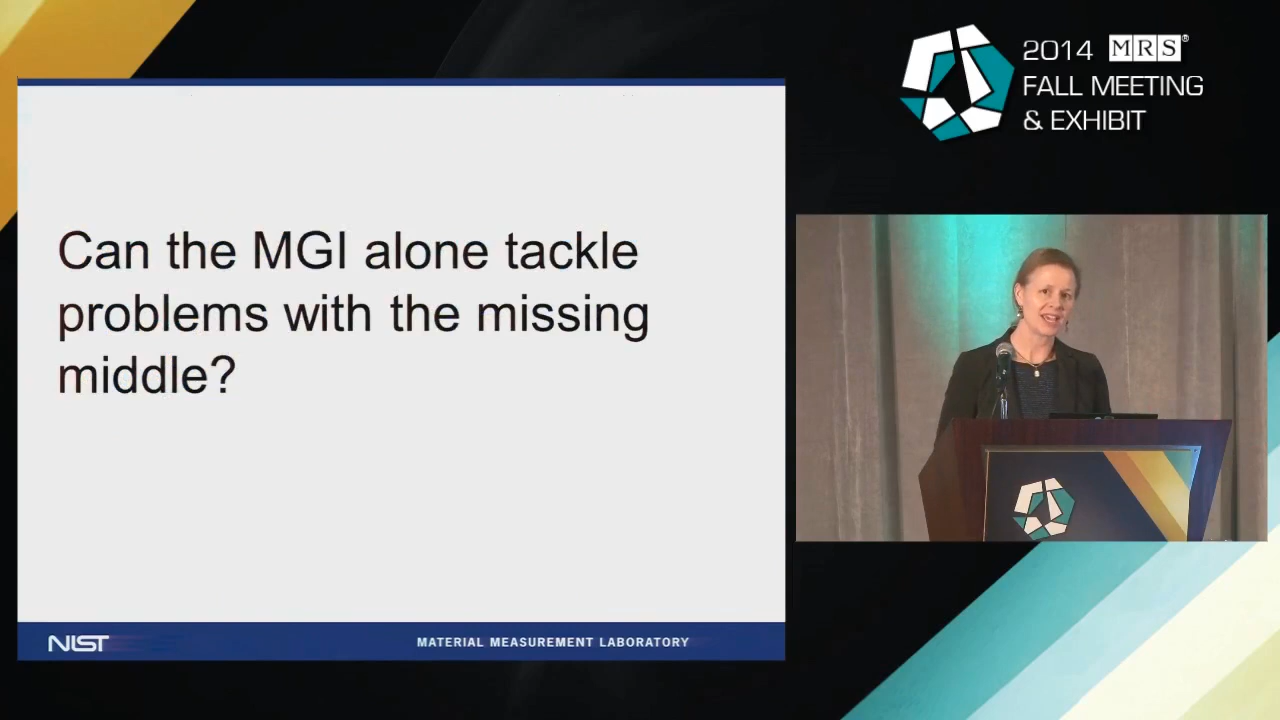 2014 MRS®
FALL MEETING
& EXHIBIT
Can the MGI alone tackle
problems with the missing
middle?
NIST
MATERIAL MEASUREMENT LABORATORY